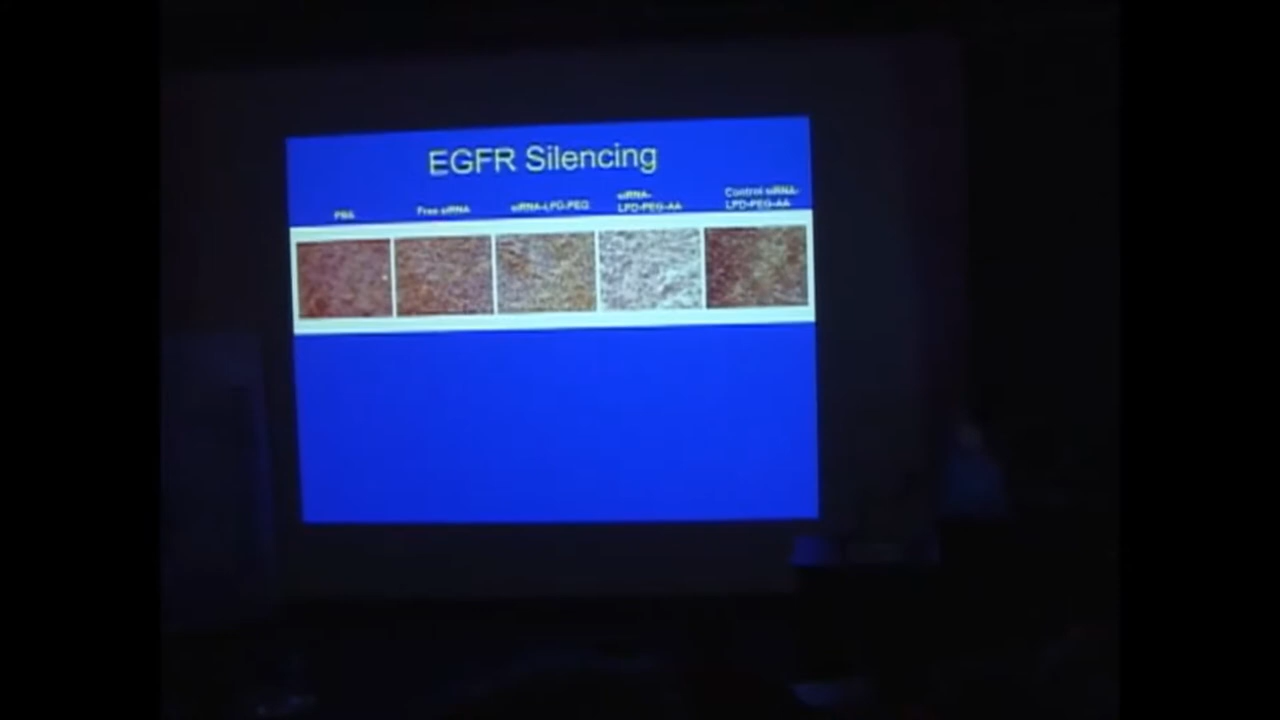 EGFR Silencing
PBS
Free siRNA
siRNA-LPD-PEG
siRNA-
LPD-PEG-AA
Control siRNA-
LPD-PEG-AA